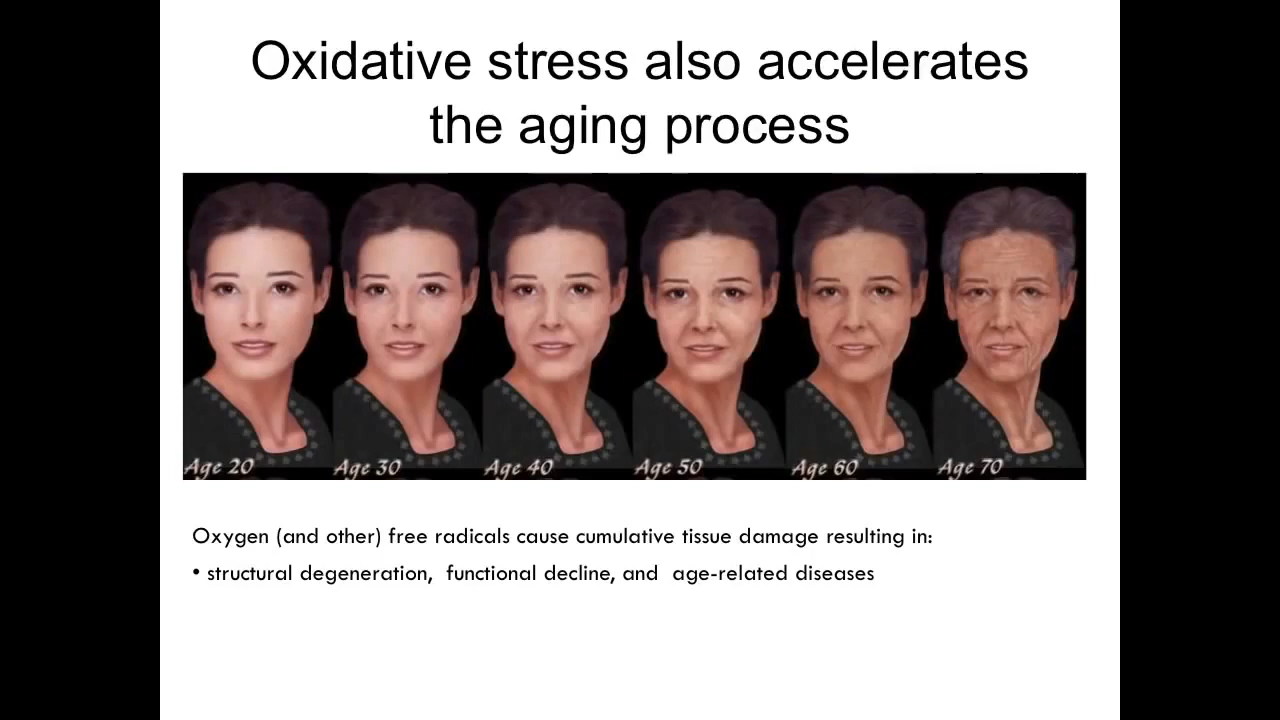 Oxidative stress also accelerates
the aging process
Age 20 Age 30 Age 40 Age 50 Age 60 Age 70
Oxygen (and other) free radicals cause cumulative tissue damage resulting in:
• structural degeneration, functional decline, and age-related diseases